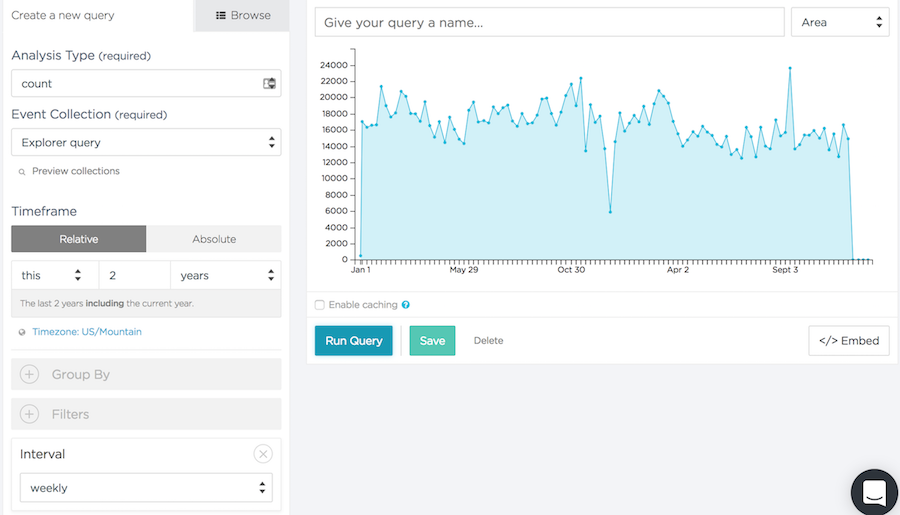 Create a new query
Browse
Analysis Type (required)
count
Event Collection (required)
Explorer query
Preview collections
Timeframe
Relative
Absolute
this
2
years
The last 2 years including the current year.
Timezone: US/Mountain
Group By
Filters
Interval
weekly
Give your query a name...
Area
24000
22000
20000
18000
16000
14000
12000
10000
8000
6000
4000
2000
0
Jan 1
May 29
Oct 30
Apr 2
Sept 3
Enable caching
Run Query
Save
Delete
</> Embed